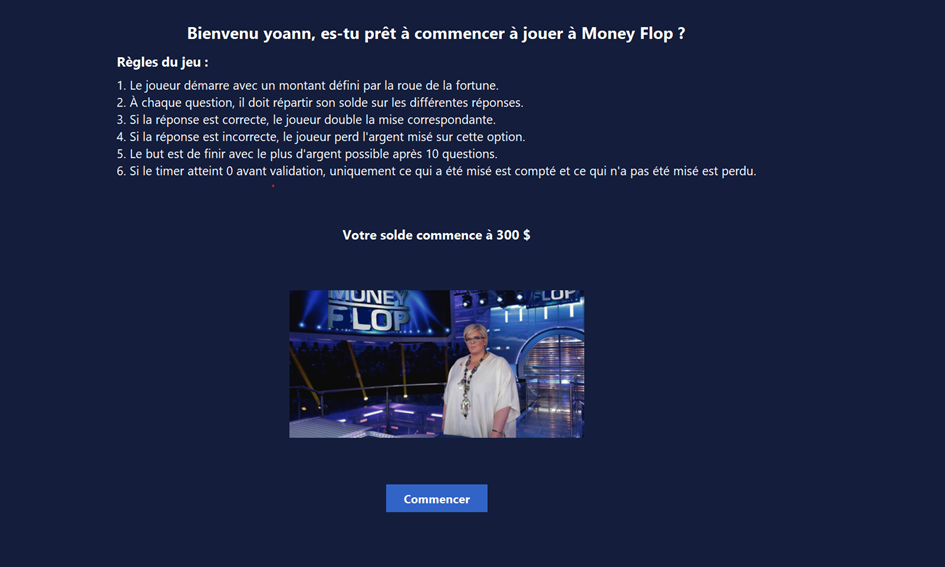 Bienvenu yoann, es-tu prêt à commencer à jouer à Money Flop ?
Règles du jeu :
1. Le joueur démarre avec un montant défini par la roue de la fortune.
2. À chaque question, il doit répartir son solde sur les différentes réponses.
3. Si la réponse est correcte, le joueur double la mise correspondante.
4. Si la réponse est incorrecte, le joueur perd l'argent misé sur cette option.
5. Le but est de finir avec le plus d'argent possible après 10 questions.
6. Si le timer atteint 0 avant validation, uniquement ce qui a été misé est compté et ce qui n'a pas été misé est perdu.
Votre solde commence à 300 $
MONEY
FLOP
FLOP
Commencer